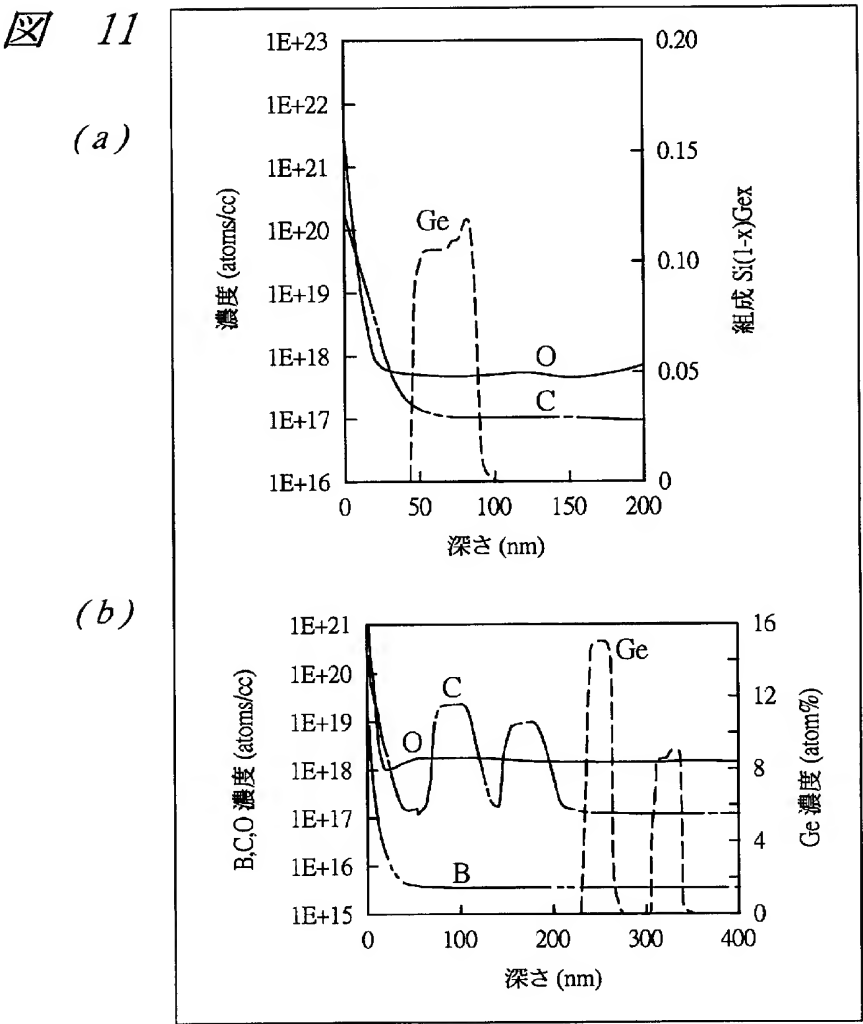 図 11
(a)
濃度 (atoms/cc)
1E+23
1E+22
1E+21
1E+20
1E+19
1E+18
1E+17
1E+16
Ge
O
C
0.20
0.15
0.10
0.05
0
組成 Si(1-x)Gex
0 50 100 150 200
深さ (nm)
(b)
B,C,O 濃度 (atoms/cc)
1E+21
1E+20
1E+19
1E+18
1E+17
1E+16
1E+15
O
C
B
Ge
16
12
8
4
0
Ge 濃度 (atom%)
0 100 200 300 400
深さ (nm)